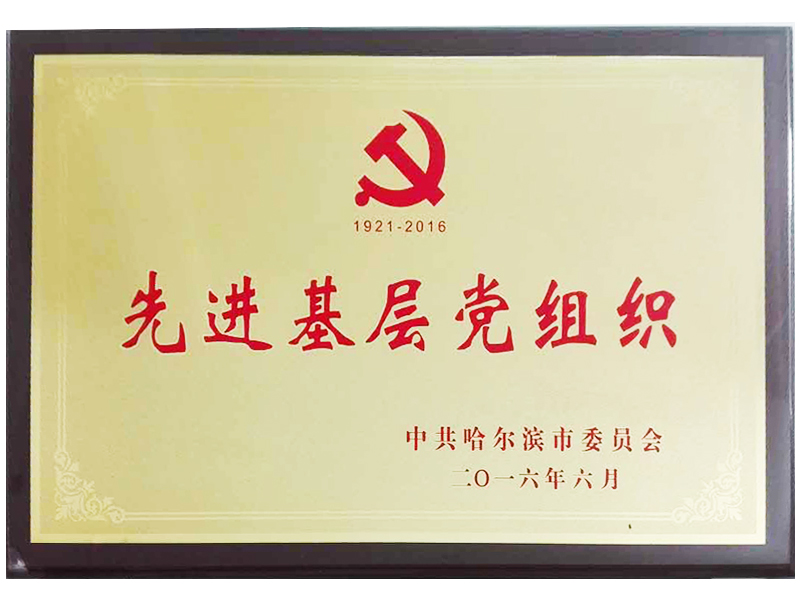 1921-2016
先进基层党组织
中共哈尔滨市委员会
二〇一六年六月